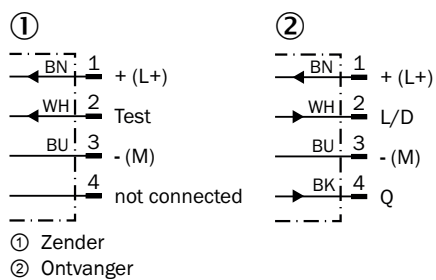 ①
BN 1 + (L+)
WH 2 Test
BU 3 - (M)
4 not connected
②
BN 1 + (L+)
WH 2 L/D
BU 3 - (M)
BK 4 Q
① Zender
② Ontvanger